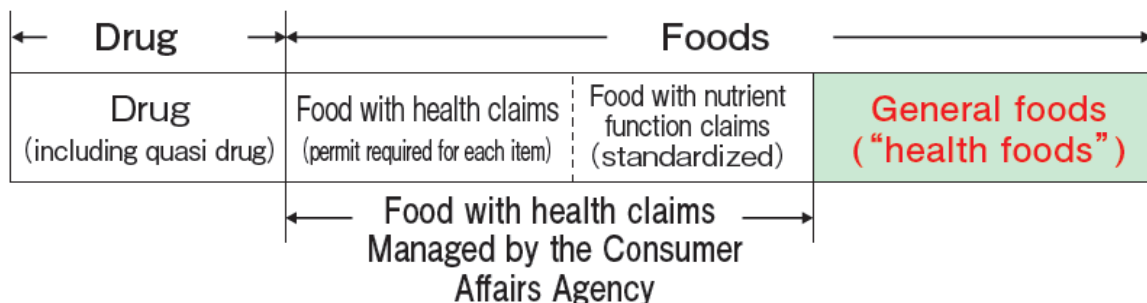 Drug
Foods
Drug
(including quasi drug)
Food with health claims
(permit required for each item)
Food with nutrient
function claims
(standardized)
General foods
(“health foods”)
Food with health claims
Managed by the Consumer
Affairs Agency